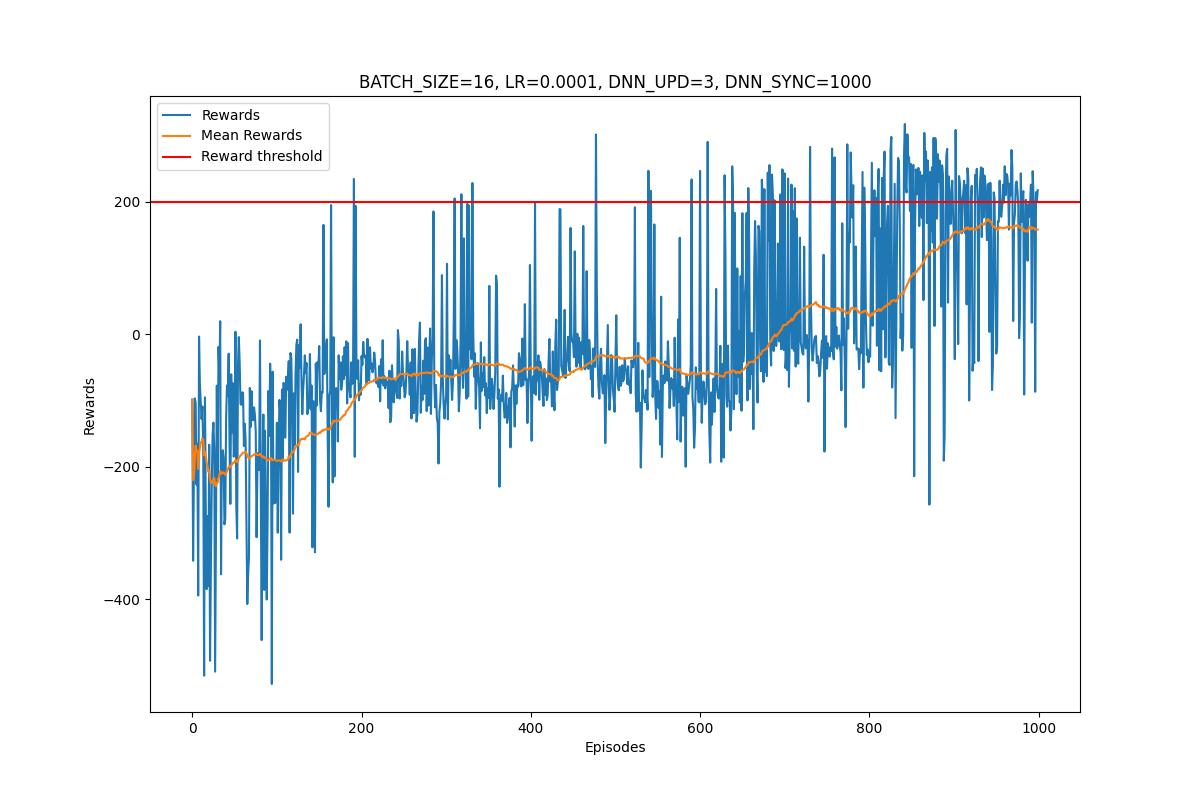 BATCH_SIZE=16, LR=0.0001, DNN_UPD=3, DNN_SYNC=1000
Rewards
Mean Rewards
Reward threshold
200
0
−200
−400
Rewards
0
200
400
600
800
1000
Episodes